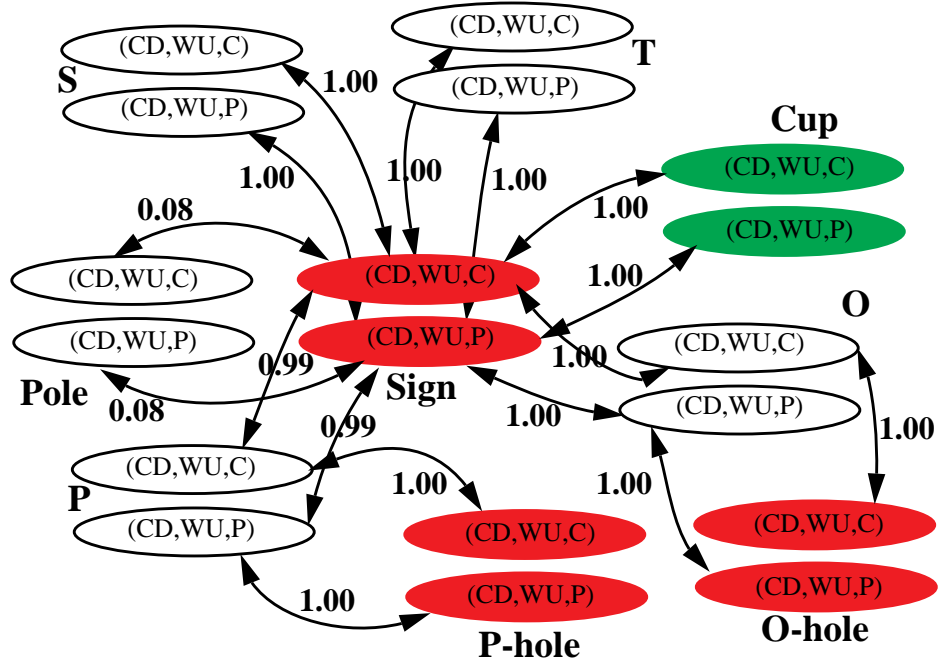 (CD,WU,C)
(CD,WU,C)
S
T
1.00
(CD,WU,P)
(CD,WU,P)
Cup
1.00
1.00
1.00
(CD,WU,C)
0.08
1.00
(CD,WU,P)
(CD,WU,C)
(CD,WU,C)
1.00
O
(CD,WU,P)
(CD,WU,P)
(CD,WU,C)
1.00
0.99
Pole
Sign
0.08
1.00
(CD,WU,P)
0.99
1.00
(CD,WU,C)
P
1.00
1.00
(CD,WU,P)
(CD,WU,C)
(CD,WU,C)
1.00
(CD,WU,P)
(CD,WU,P)
P-hole
O-hole